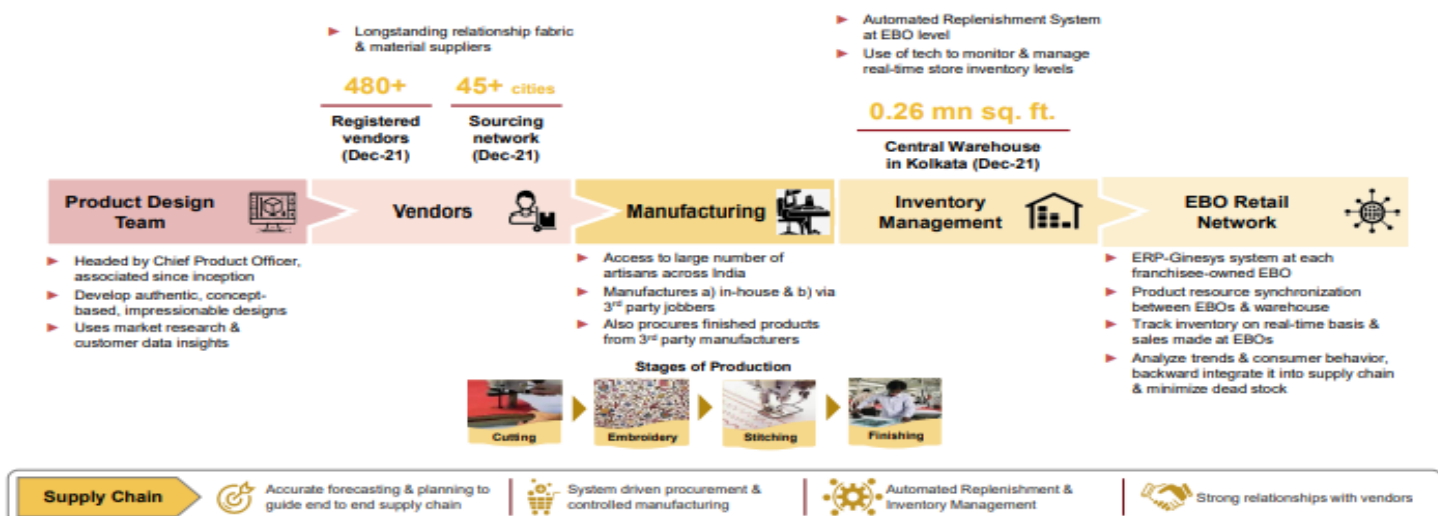 Longstanding relationship fabric
& material suppliers
480+
Registered
vendors
(Dec-21)
45+ cities
Sourcing
network
(Dec-21)
Automated Replenishment System
at EBO level
Use of tech to monitor & manage
real-time store inventory levels
0.26 mn sq. ft.
Central Warehouse
in Kolkata (Dec-21)
Product Design
Team
Vendors
Manufacturing
Inventory
Management
EBO Retail
Network
Headed by Chief Product Officer,
associated since inception
Develop authentic, concept-
based, impressionable designs
Uses market research &
customer data insights
Access to large number of
artisans across India
Manufactures a) in-house & b) via
3rd party jobbers
Also procures finished products
from 3rd party manufacturers
ERP-Ginesys system at each
franchisee-owned EBO
Product resource synchronization
between EBOs & warehouse
Track inventory on real-time basis &
sales made at EBOs
Analyze trends & consumer behavior,
backward integrate it into supply chain
& minimize dead stock
Stages of Production
Cutting
Embroidery
Stitching
Finishing
Supply Chain
Accurate forecasting & planning to
guide end to end supply chain
System driven procurement &
controlled manufacturing
Automated Replenishment &
Inventory Management
Strong relationships with vendors